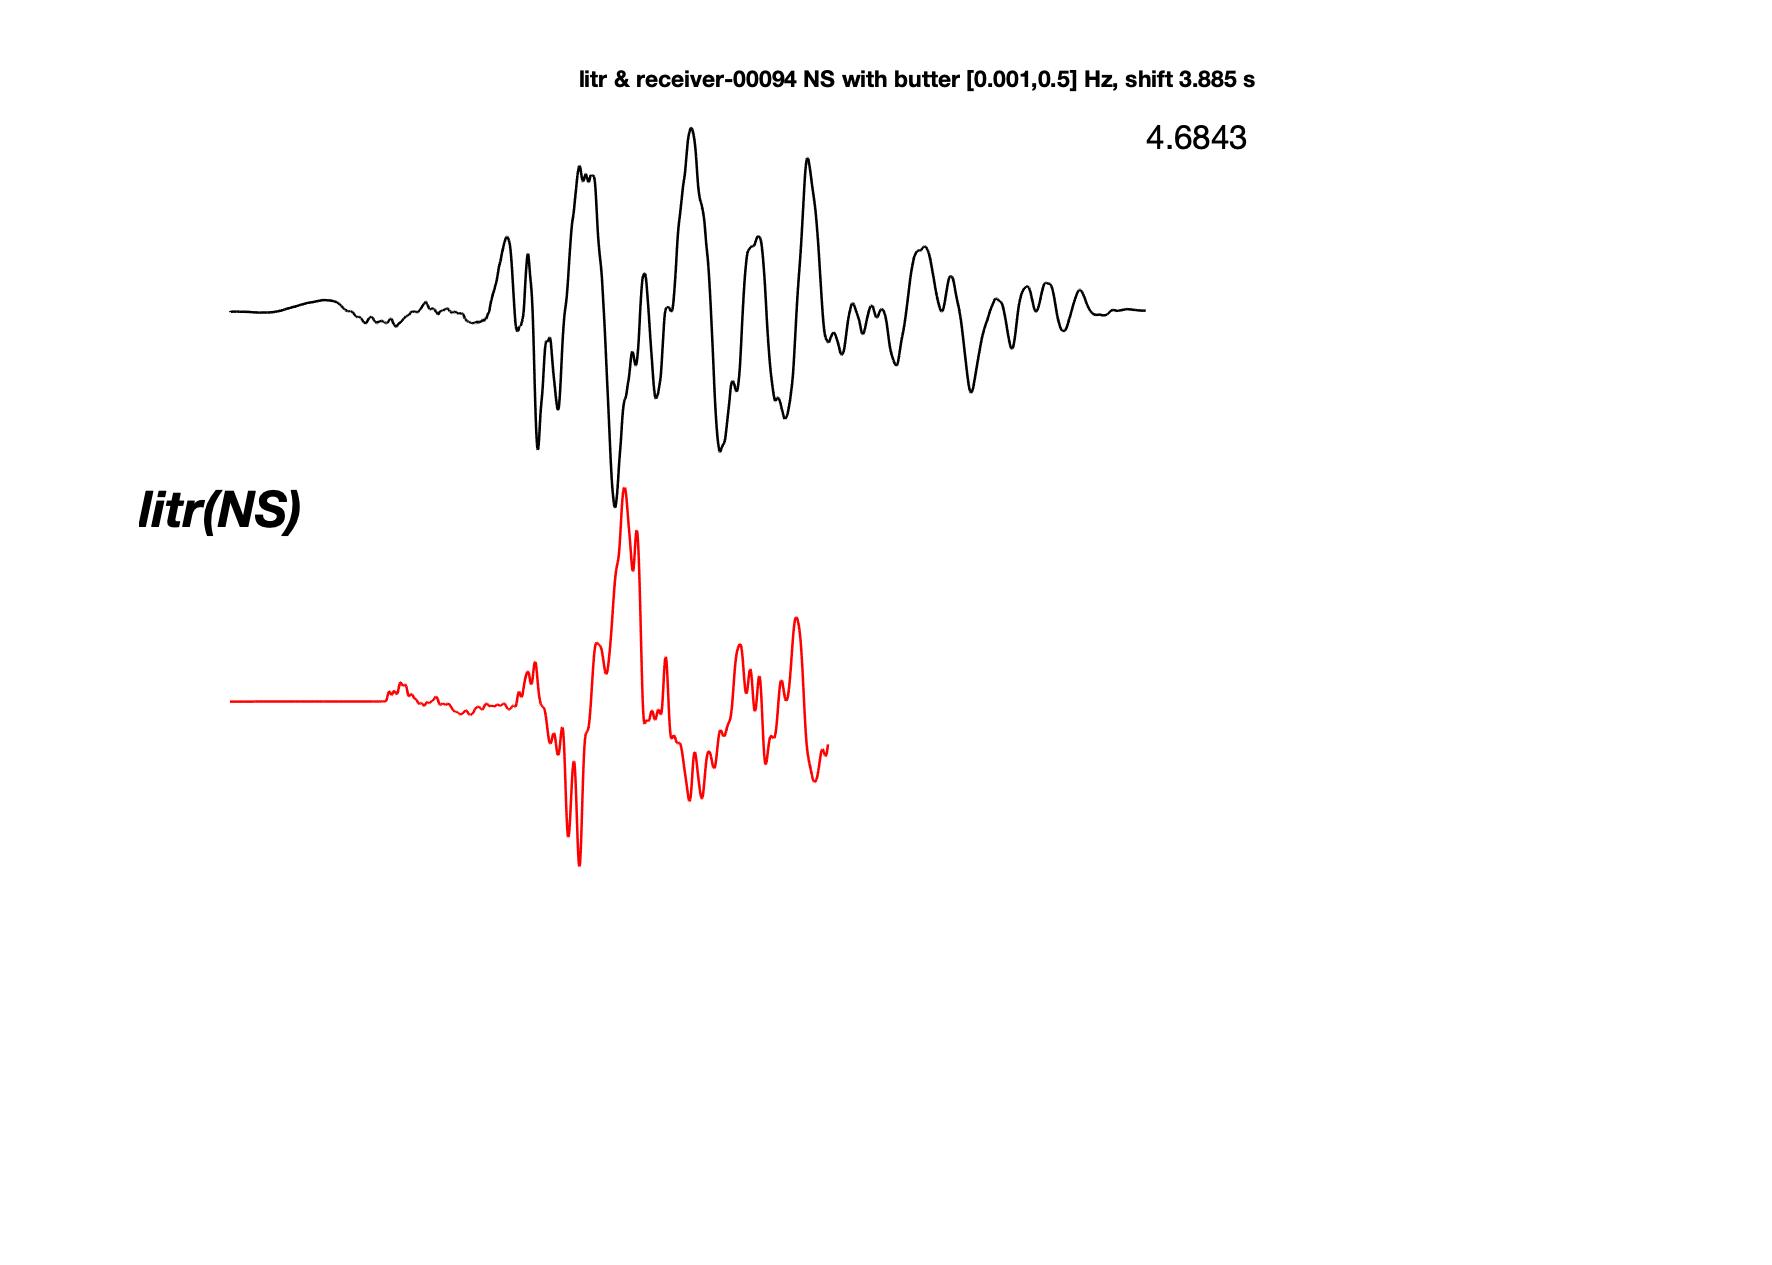 litr & receiver-00094 NS with butter [0.001,0.5] Hz, shift 3.885 s
4.6843
litr(NS)